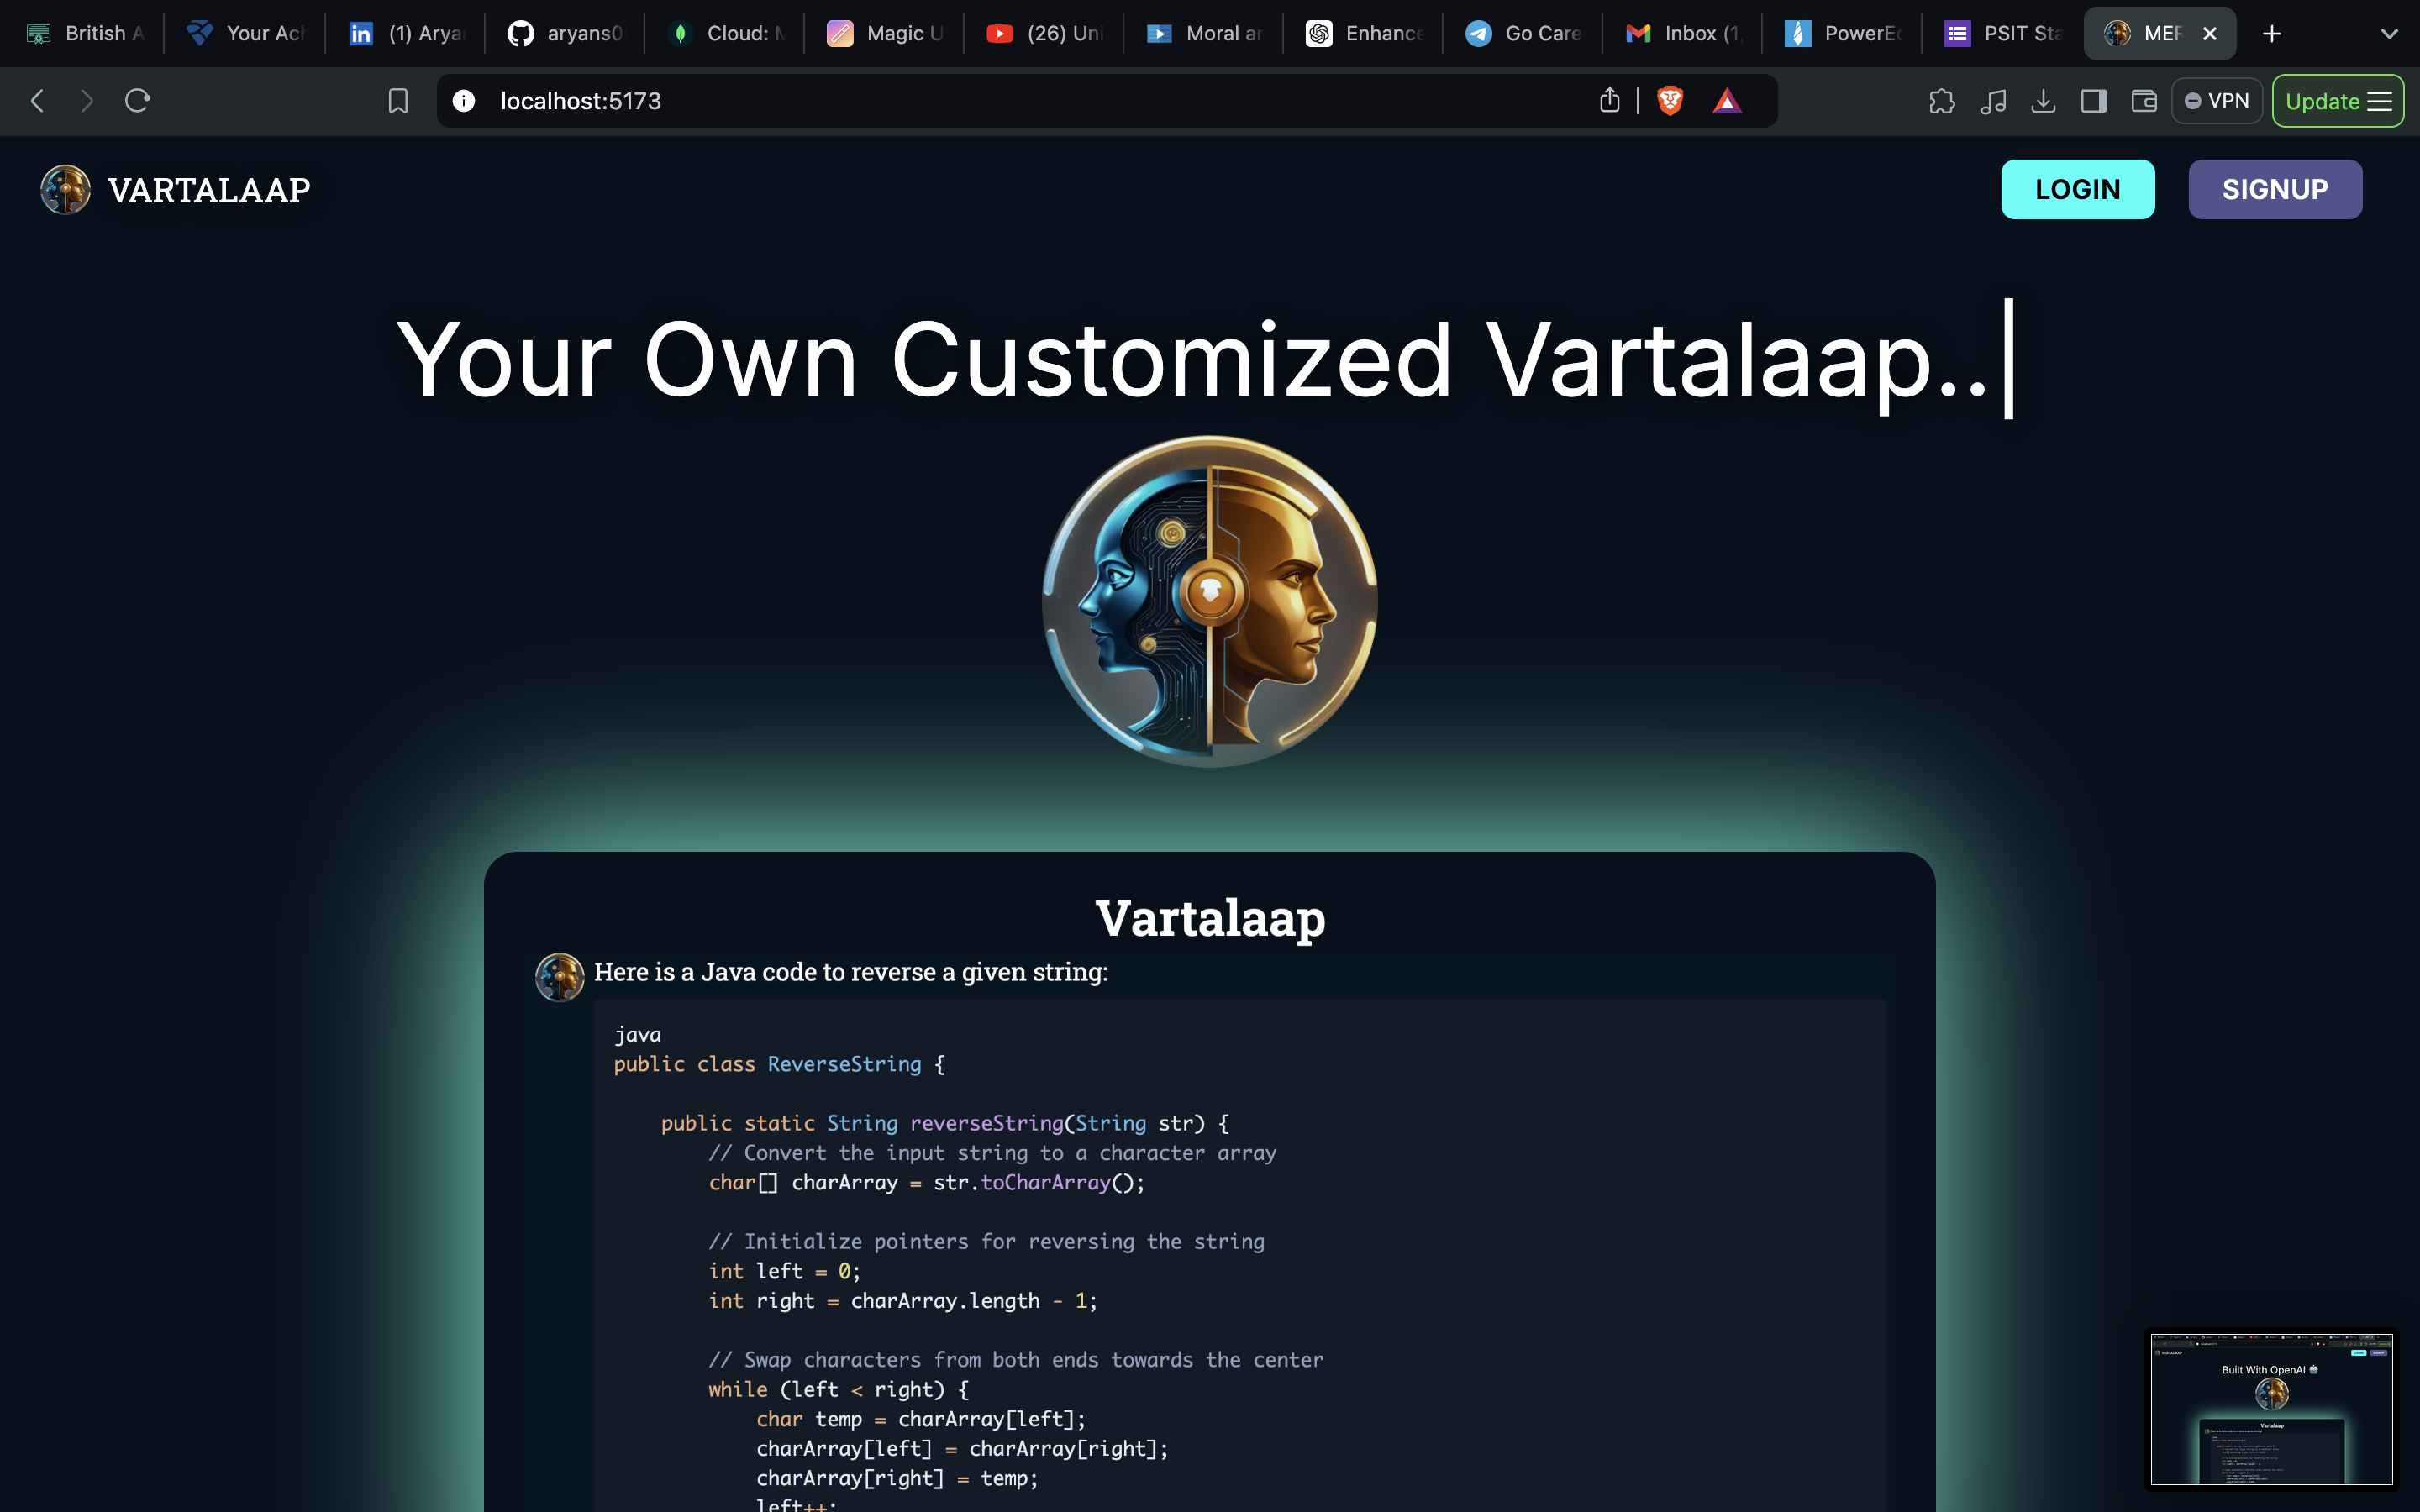 British A
Your Ach
(1) Arya
aryans0
Cloud: M
Magic U
(26) Uni
Moral an
Enhance
Go Care
Inbox (1,
PowerEd
PSIT Sta
MER
localhost:5173
VPN
Update
VARTALAAP
LOGIN
SIGNUP
Your Own Customized Vartalaap..
Vartalaap
Here is a Java code to reverse a given string:
java
public class ReverseString {
public static String reverseString(String str) {
// Convert the input string to a character array
char[] charArray = str.toCharArray();
// Initialize pointers for reversing the string
int left = 0;
int right = charArray.length - 1;
// Swap characters from both ends towards the center
while (left < right) {
char temp = charArray[left];
charArray[left] = charArray[right];
charArray[right] = temp;
left++;
Built With OpenAI 🤖
Vartalaap